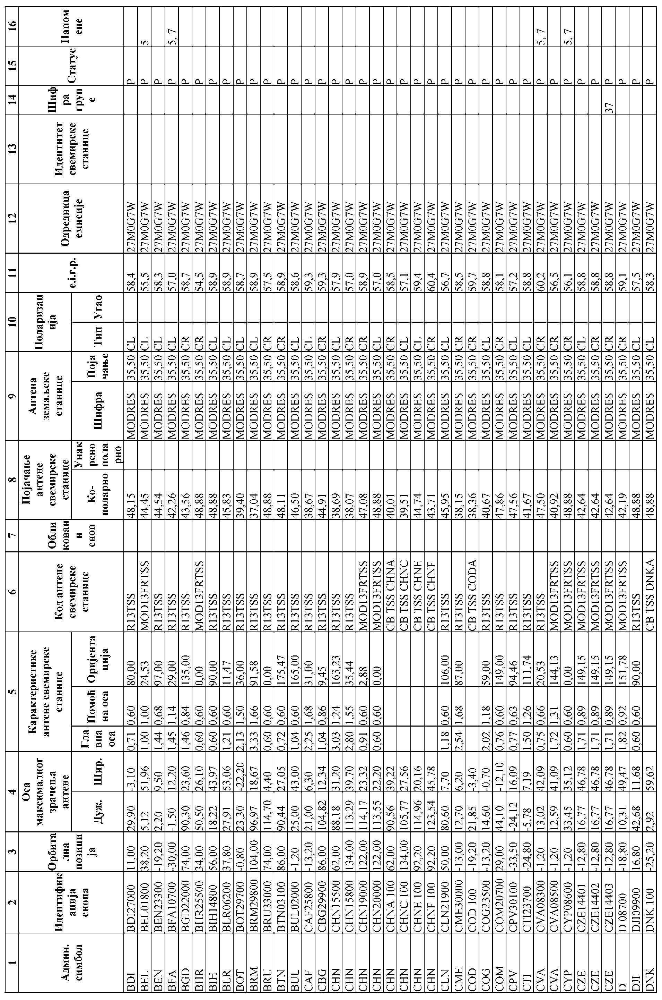 1 2 3 4 5 6 7 8 9 10 11 12 13 14 15 16
Админ. симбол Идентификација снопа Орбитална позиција Оса максималног зрачења антене Карактеристике антене свемирске станице Код антене свемирске станице Обликовани сноп Појачање антене свемирске станице Антена земаљске станице Поларизација e.i.r.p. Одредница емисије Идентитет свемирске станице Шифра групе Статус Напомене
Дуж. Шир. Главна оса Помоћна оса Оријентација Ко-поларно Унакрсно поларно Шифра Појачање Тип Угао
BDI BDI27000 11,00 29,90 -3,10 0,71 0,60 80,00 R13TSS 48,15 MODRES 35,50 CL 58,4 27M0G7W P
BEL BEL01800 38,20 5,12 51,96 1,00 1,00 24,53 MOD13FRTSS 44,45 MODRES 35,50 CL 55,5 27M0G7W P 5
BEN BEN23300 -19,20 2,20 9,50 1,44 0,68 97,00 R13TSS 44,54 MODRES 35,50 CL 58,3 27M0G7W P
BFA BFA10700 -30,00 -1,50 12,20 1,45 1,14 29,00 R13TSS 42,26 MODRES 35,50 CL 57,0 27M0G7W P 5, 7
BGD BGD22000 74,00 90,30 23,60 1,46 0,84 135,00 R13TSS 43,56 MODRES 35,50 CR 58,7 27M0G7W P
BHR BHR25500 34,00 50,50 26,10 0,60 0,60 0,00 MOD13FRTSS 48,88 MODRES 35,50 CR 54,5 27M0G7W P
BIH BIH14800 56,00 18,22 43,97 0,60 0,60 90,00 R13TSS 48,88 MODRES 35,50 CL 58,9 27M0G7W P
BLR BLR06200 37,80 27,91 53,06 1,21 0,60 11,47 R13TSS 45,83 MODRES 35,50 CL 58,9 27M0G7W P
BOT BOT29700 -0,80 23,30 -22,20 2,13 1,50 36,00 R13TSS 39,40 MODRES 35,50 CL 58,7 27M0G7W P
BRM BRM29800 104,00 96,97 18,67 3,33 1,66 91,58 R13TSS 37,04 MODRES 35,50 CL 58,9 27M0G7W P
BRU BRU33000 74,00 114,70 4,40 0,60 0,60 0,00 R13TSS 48,88 MODRES 35,50 CR 57,5 27M0G7W P
BTN BTN03100 86,00 90,44 27,05 0,72 0,60 175,47 R13TSS 48,11 MODRES 35,50 CR 58,9 27M0G7W P
BUL BUL02000 -1,20 25,00 43,00 1,04 0,60 165,00 R13TSS 46,50 MODRES 35,50 CL 58,6 27M0G7W P
CAF CAF25800 -13,20 21,00 6,30 2,25 1,68 31,00 R13TSS 38,67 MODRES 35,50 CL 59,3 27M0G7W P
CBG CBG29900 86,00 104,82 12,34 1,04 0,86 9,45 R13TSS 44,91 MODRES 35,50 CR 59,3 27M0G7W P
CHN CHN15500 62,00 88,18 31,20 3,03 1,24 163,23 R13TSS 38,69 MODRES 35,50 CL 57,9 27M0G7W P
CHN CHN15800 134,00 113,29 39,70 2,80 1,55 35,44 R13TSS 38,07 MODRES 35,50 CR 57,0 27M0G7W P
CHN CHN19000 122,00 114,17 23,32 0,91 0,60 2,88 MOD13FRTSS 47,08 MODRES 35,50 CR 58,9 27M0G7W P
CHN CHN20000 122,00 113,55 22,20 0,60 0,60 0,00 MOD13FRTSS 48,88 MODRES 35,50 CL 57,0 27M0G7W P
CHN CHNA 100 62,00 90,56 39,22 CB TSS CHNA 40,01 MODRES 35,50 CR 58,5 27M0G7W P
CHN CHNC 100 134,00 105,77 27,56 CB TSS CHNC 39,51 MODRES 35,50 CL 57,1 27M0G7W P
CHN CHNE 100 92,20 114,96 20,16 CB TSS CHNE 44,74 MODRES 35,50 CL 59,4 27M0G7W P
CHN CHNF 100 92,20 123,54 45,78 CB TSS CHNF 43,71 MODRES 35,50 CR 60,4 27M0G7W P
CLN CLN21900 50,00 80,60 7,70 1,18 0,60 106,00 R13TSS 45,95 MODRES 35,50 CL 56,7 27M0G7W P
CME CME30000 -13,00 12,70 6,20 2,54 1,68 87,00 R13TSS 38,15 MODRES 35,50 CR 58,5 27M0G7W P
COD COD 100 -19,20 21,85 -3,40 CB TSS CODA 38,36 MODRES 35,50 CR 59,7 27M0G7W P
COG COG23500 -13,20 14,60 -0,70 2,02 1,18 59,00 R13TSS 40,67 MODRES 35,50 CL 58,8 27M0G7W P
COM COM20700 29,00 44,10 -12,10 0,76 0,60 149,00 R13TSS 47,86 MODRES 35,50 CR 58,1 27M0G7W P
CPV CPV30100 -33,50 -24,12 16,09 0,77 0,63 94,46 R13TSS 47,56 MODRES 35,50 CL 57,2 27M0G7W P
CTI CTI23700 -24,80 -5,78 7,19 1,50 1,26 111,74 R13TSS 41,67 MODRES 35,50 CL 58,8 27M0G7W P
CVA CVA08300 -1,20 13,02 42,09 0,75 0,66 20,53 R13TSS 47,50 MODRES 35,50 CR 60,2 27M0G7W P 5, 7
CVA CVA08500 -1,20 12,59 41,09 1,72 1,31 144,13 MOD13FRTSS 40,92 MODRES 35,50 CR 56,5 27M0G7W P
CYP CYP08600 -1,20 33,45 35,12 0,60 0,60 0,00 MOD13FRTSS 48,88 MODRES 35,50 CR 56,1 27M0G7W P 5, 7
CZE CZE14401 -12,80 16,77 46,78 1,71 0,89 149,15 MOD13FRTSS 42,64 MODRES 35,50 CL 58,8 27M0G7W P
CZE CZE14402 -12,80 16,77 46,78 1,71 0,89 149,15 MOD13FRTSS 42,64 MODRES 35,50 CR 58,8 27M0G7W P
CZE CZE14403 -12,80 16,77 46,78 1,71 0,89 149,15 MOD13FRTSS 42,64 MODRES 35,50 CR 58,8 27M0G7W 37 P
D D 08700 -18,80 10,31 49,47 1,82 0,92 151,78 MOD13FRTSS 42,19 MODRES 35,50 CR 59,1 27M0G7W P
DJI DJI09900 16,80 42,68 11,68 0,60 0,60 90,00 R13TSS 48,88 MODRES 35,50 CL 57,5 27M0G7W P
DNK DNK 100 -25,20 2,92 59,62 CB TSS DNKA 48,88 MODRES 35,50 CL 58,3 27M0G7W P